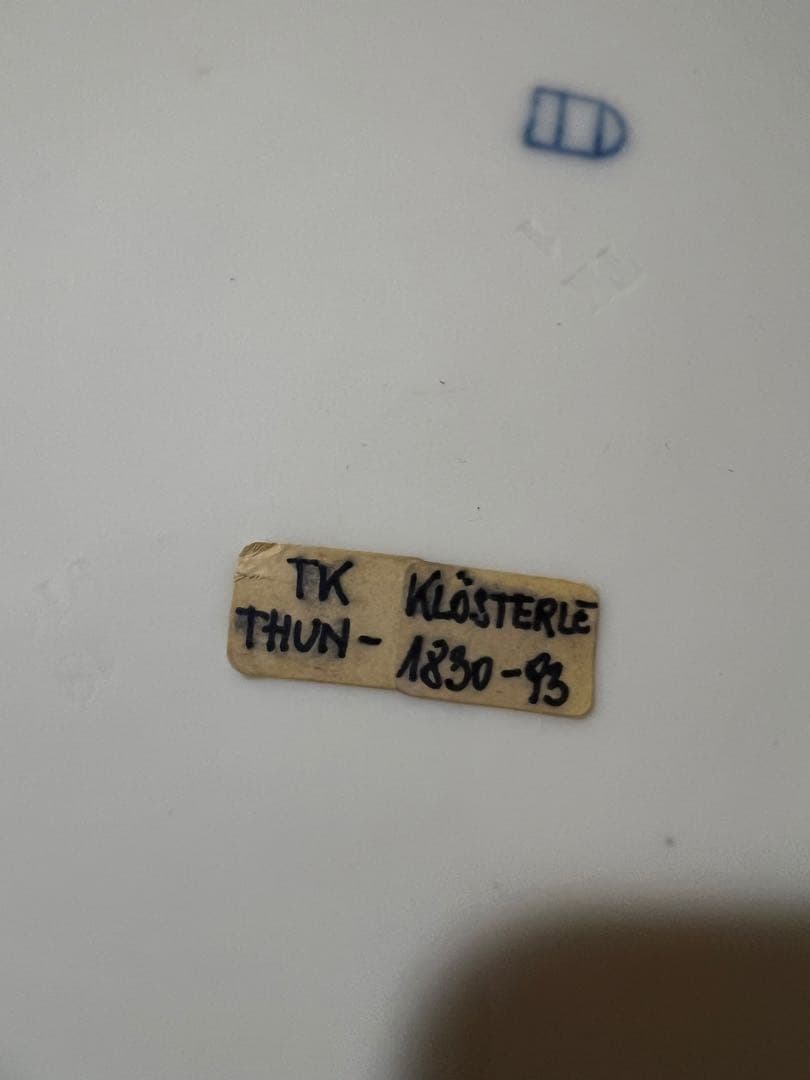 TK KLÖSTERLE
THUN- 1830-93